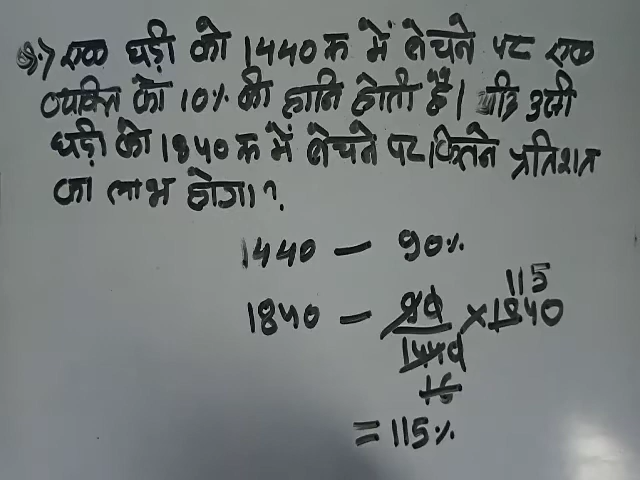 Q.> एक घड़ी को 1440 रू में बेचने पर एक
व्यक्ति को 10% की हानि होती है। यदि उसी
घड़ी को 1840 रू में बेचने पर कितने प्रतिशत
का लाभ होगा?
1440 — 90%
1840 — 90/1440 × 1840
115
16
= 115%